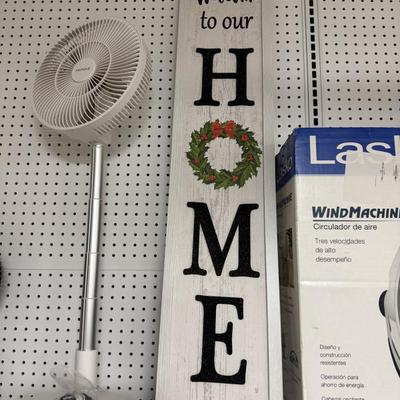 Welcome
to our
H
M
E
Lasko
WINDMACHINE
Circulador de aire
Tres velocidades
de alto
desempeño
Diseño y
construcción
resistentes
Operación para
ahorro de energía